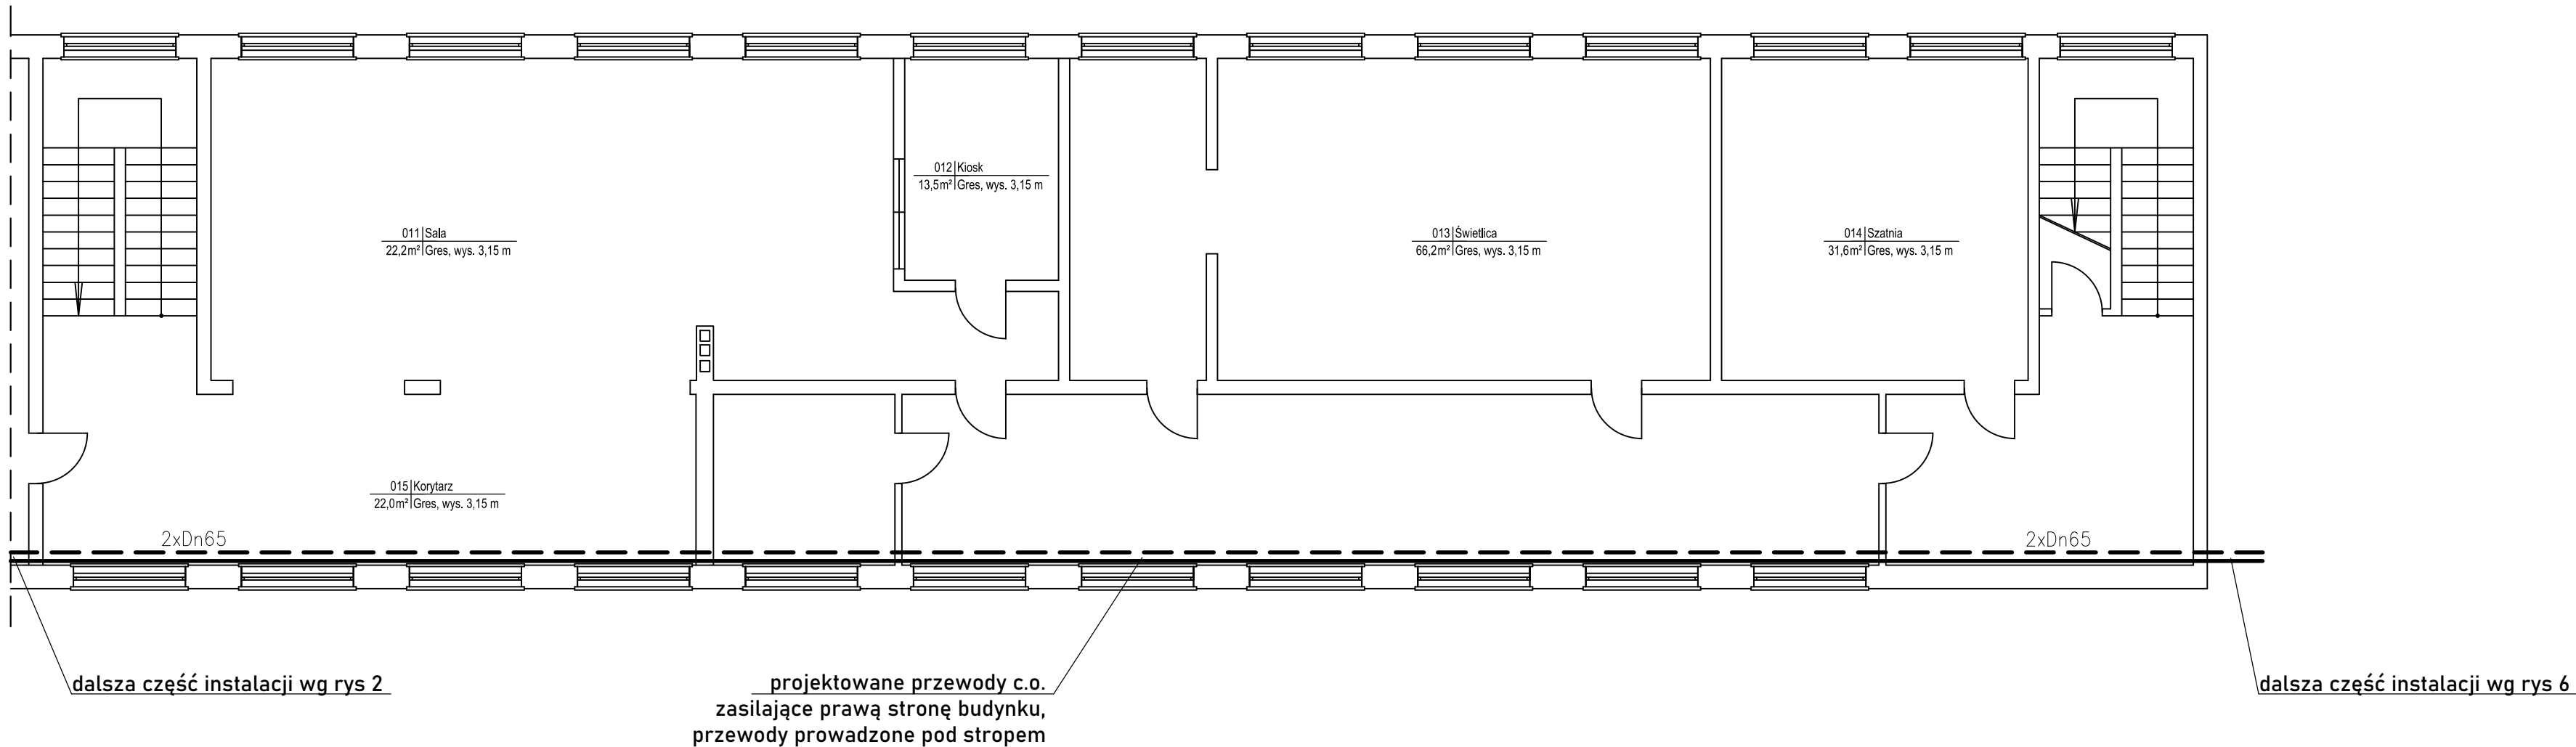 012 Kiosk
13,5m² Gres, wys. 3,15 m
011 Sala
22,2m² Gres, wys. 3,15 m
013 Świetlica
66,2m² Gres, wys. 3,15 m
014 Szatnia
31,6m² Gres, wys. 3,15 m
015 Korytarz
22,0m² Gres, wys. 3,15 m
2xDn65
2xDn65
dalsza część instalacji wg rys 2
projektowane przewody c.o.
zasilające prawą stronę budynku,
przewody prowadzone pod stropem
dalsza część instalacji wg rys 6